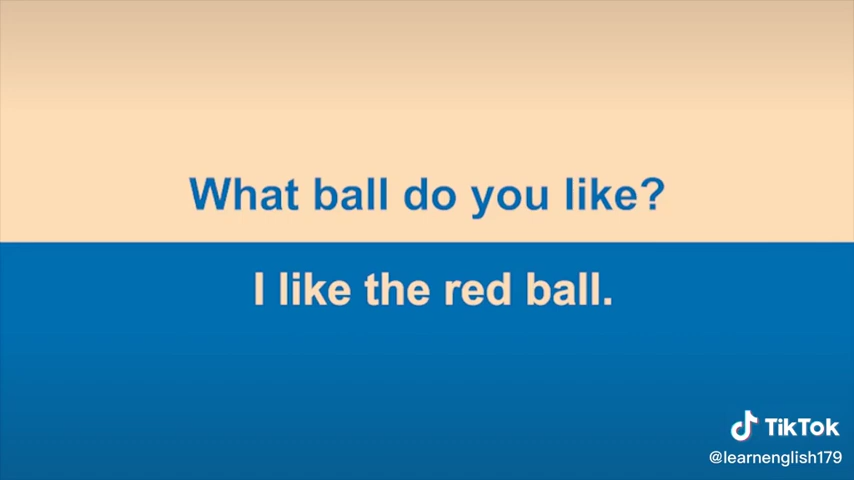 What ball do you like?
I like the red ball.
TikTok
@learnenglish179